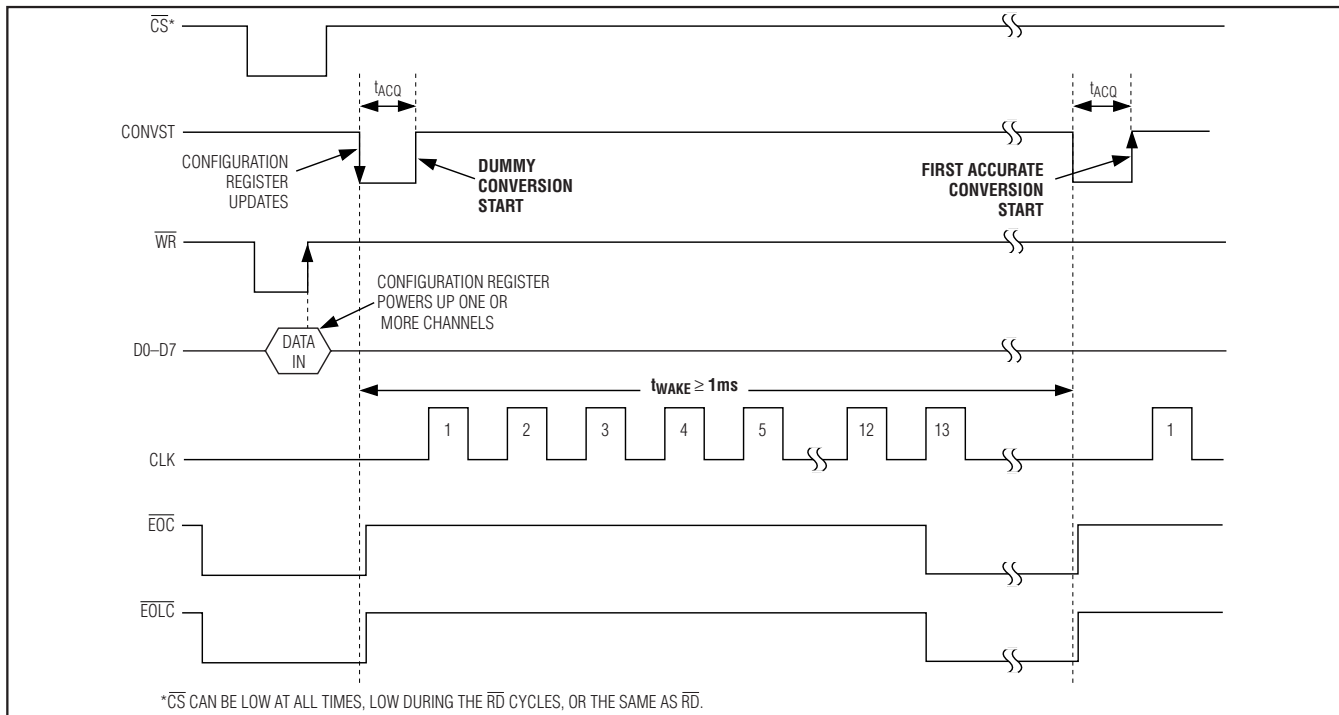 CS*
tACQ
tACQ
CONVST
CONFIGURATION
REGISTER
UPDATES
DUMMY
CONVERSION
START
FIRST ACCURATE
CONVERSION
START
WR
CONFIGURATION REGISTER
POWERS UP ONE OR
MORE CHANNELS
D0–D7
DATA
IN
tWAKE ≥ 1ms
1
2
3
4
5
12
13
1
CLK
EOC
EOLC
*CS CAN BE LOW AT ALL TIMES, LOW DURING THE RD CYCLES, OR THE SAME AS RD.